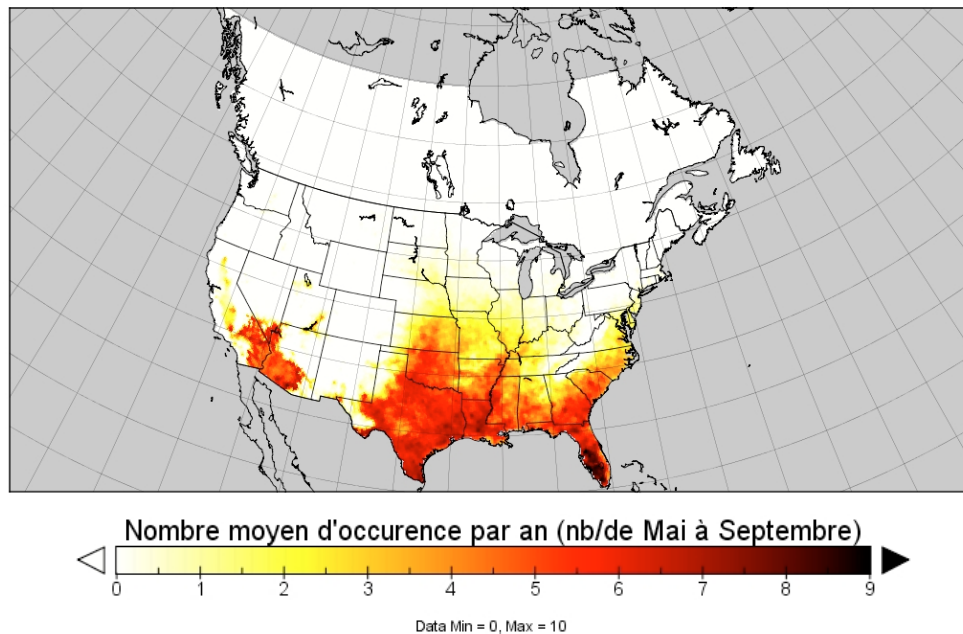 Nombre moyen d'occurence par an (nb/de Mai à Septembre)
0 1 2 3 4 5 6 7 8 9
Data Min = 0, Max = 10